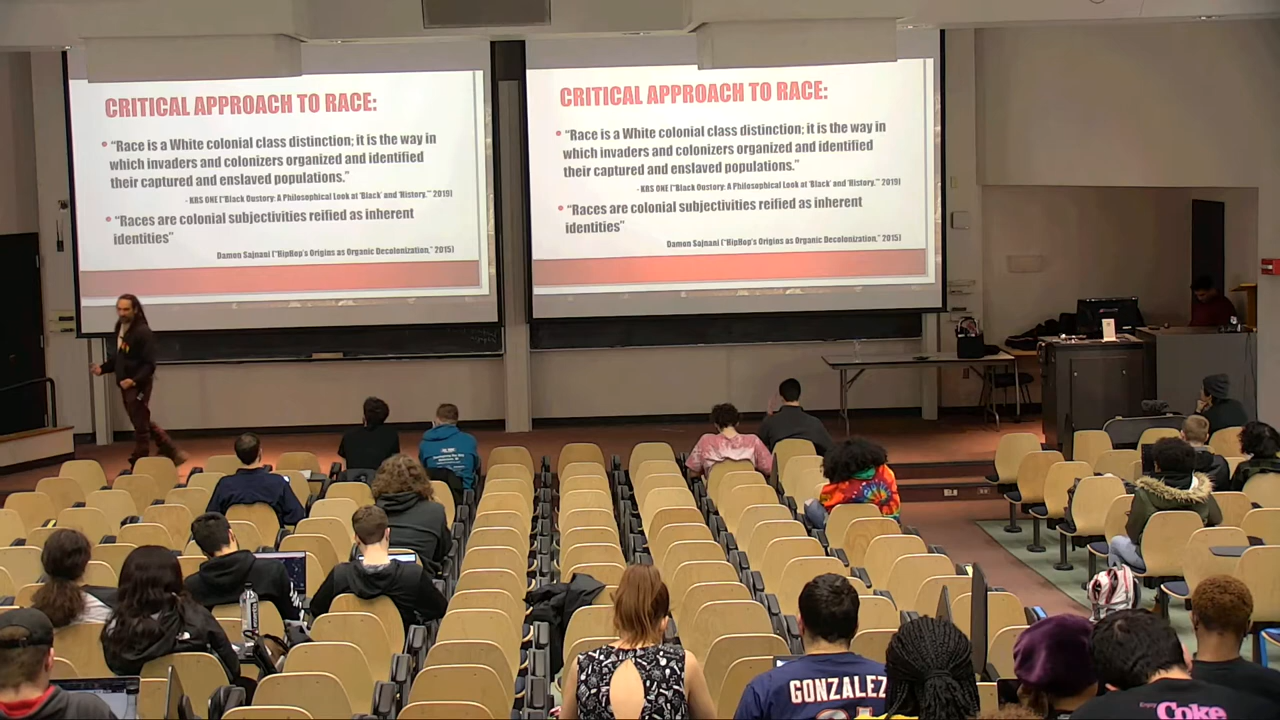 CRITICAL APPROACH TO RACE:
"Race is a White colonial class distinction; it is the way in
which invaders and colonizers organized and identified
their captured and enslaved populations."
- KRS ONE ("Black Oustory: A Philosophical Look at 'Black' and 'History,'" 2019)
"Races are colonial subjectivities reified as inherent
identities"
Damon Sajnani ("HipHop's Origins as Organic Decolonization," 2015)
CRITICAL APPROACH TO RACE:
"Race is a White colonial class distinction; it is the way in
which invaders and colonizers organized and identified
their captured and enslaved populations."
- KRS ONE ("Black Oustory: A Philosophical Look at 'Black' and 'History,'" 2019)
"Races are colonial subjectivities reified as inherent
identities"
Damon Sajnani ("HipHop's Origins as Organic Decolonization," 2015)
GONZALEZ
Enjoy
Coke